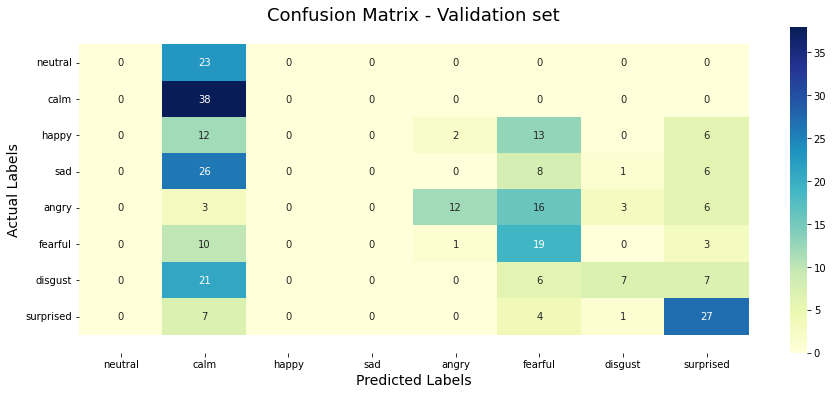 Confusion Matrix - Validation set
neutral 0 23 0 0 0 0 0 0
calm 0 38 0 0 0 0 0 0
happy 0 12 0 0 2 13 0 6
sad 0 26 0 0 0 8 1 6
angry 0 3 0 0 12 16 3 6
fearful 0 10 0 0 1 19 0 3
disgust 0 21 0 0 0 6 7 7
surprised 0 7 0 0 0 4 1 27
neutral calm happy sad angry fearful disgust surprised
Predicted Labels
Actual Labels
35
30
25
20
15
10
5
0